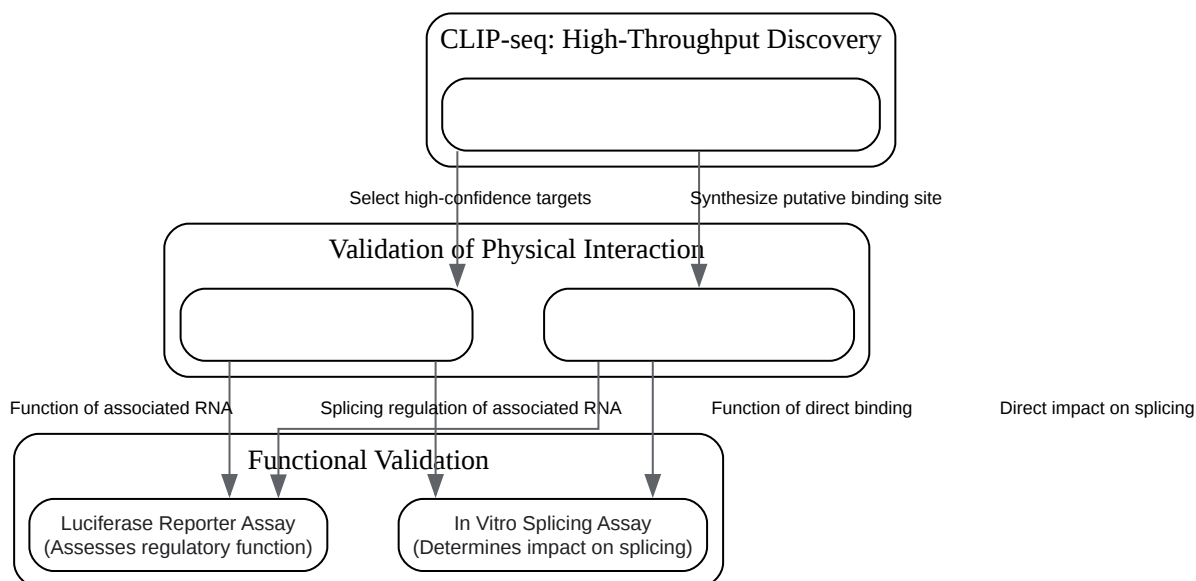 CLIP-seq: High-Throughput Discovery
Select high-confidence targets
Synthesize putative binding site
Validation of Physical Interaction
Function of associated RNA
Splicing regulation of associated RNA
Function of direct binding
Direct impact on splicing
Functional Validation
Luciferase Reporter Assay
(Assesses regulatory function)
In Vitro Splicing Assay
(Determines impact on splicing)